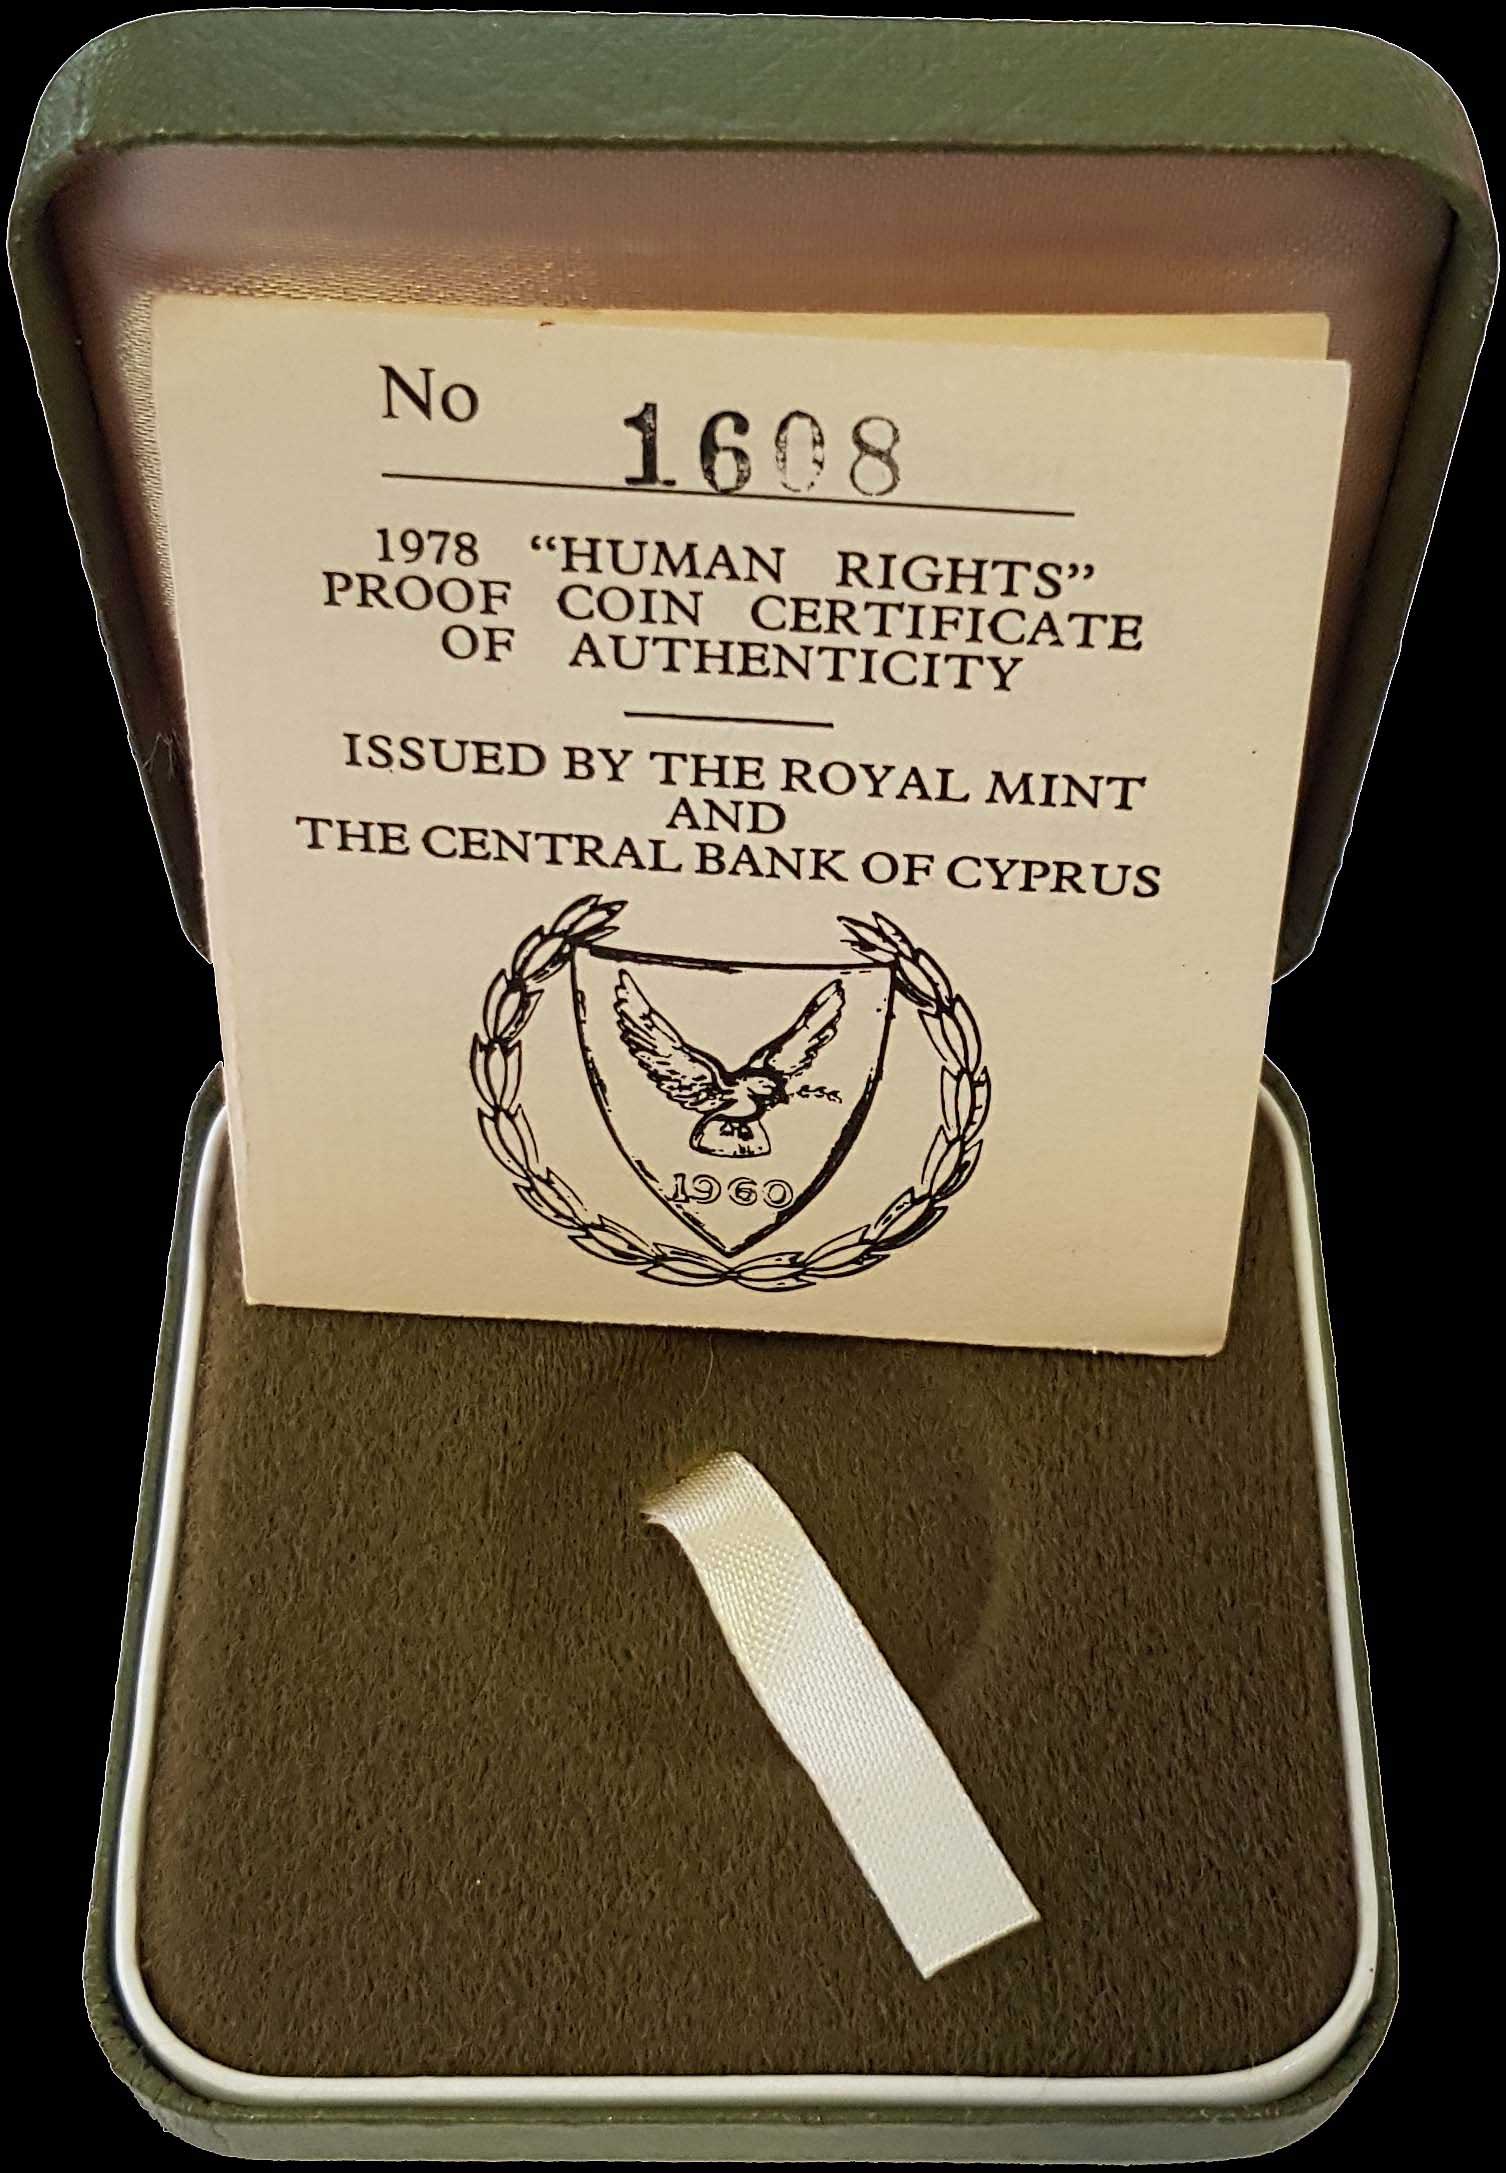 No 1608
1978 “HUMAN RIGHTS”
PROOF COIN CERTIFICATE
OF AUTHENTICITY
ISSUED BY THE ROYAL MINT
AND
THE CENTRAL BANK OF CYPRUS
1960